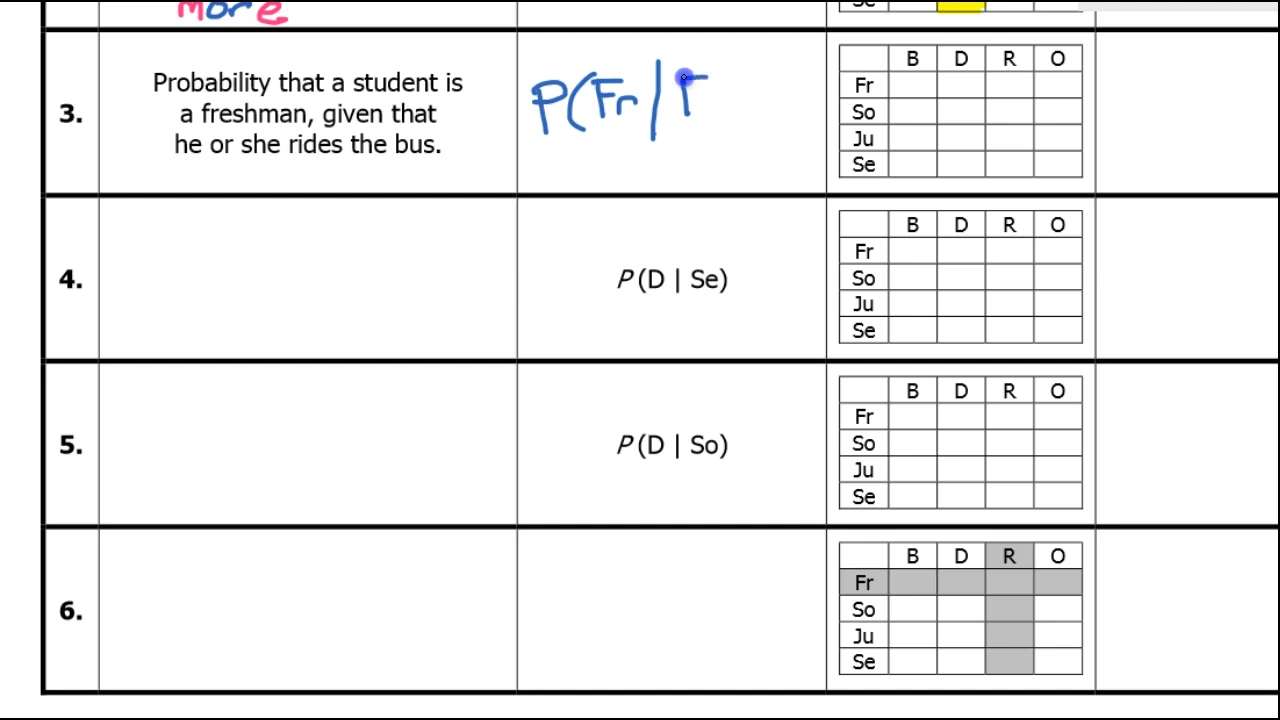 more
Se
3.
Probability that a student is
a freshman, given that
he or she rides the bus.
P(Fr|
B D R O
Fr
So
Ju
Se
4.
P(D | Se)
B D R O
Fr
So
Ju
Se
5.
P(D | So)
B D R O
Fr
So
Ju
Se
6.
B D R O
Fr
So
Ju
Se